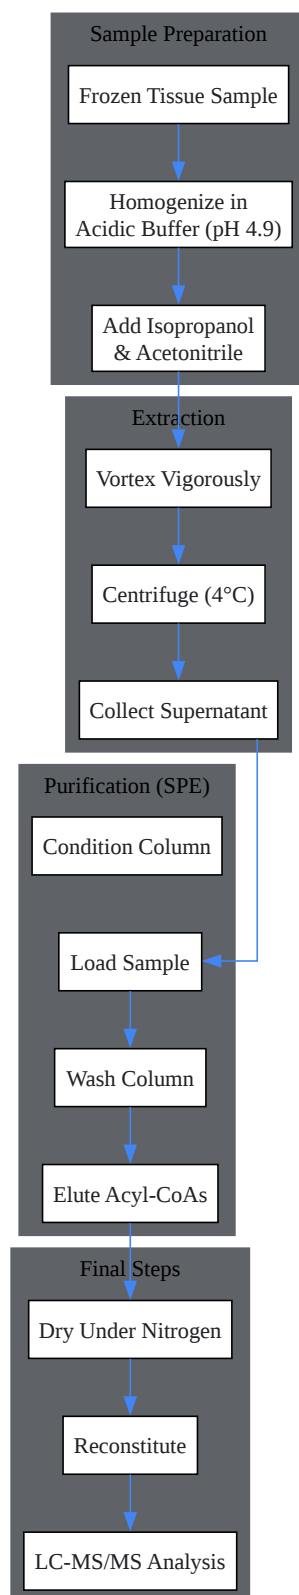 Sample Preparation
Frozen Tissue Sample
Homogenize in
Acidic Buffer (pH 4.9)
Add Isopropanol
& Acetonitrile
Extraction
Vortex Vigorously
Centrifuge (4°C)
Collect Supernatant
Purification (SPE)
Condition Column
Load Sample
Wash Column
Elute Acyl-CoAs
Final Steps
Dry Under Nitrogen
Reconstitute
LC-MS/MS Analysis